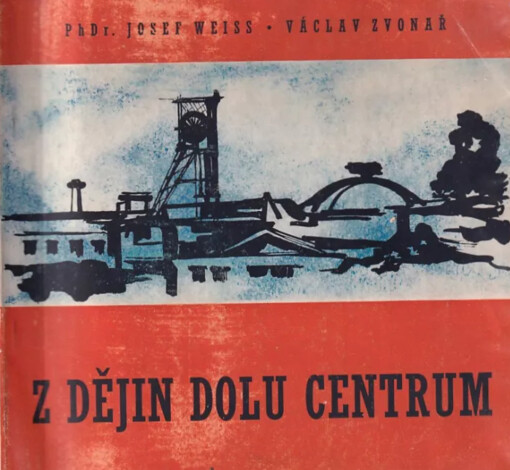 PhDr. JOSEF WEISS • VÁCLAV ZVONAŘ
Z DĚJIN DOLU CENTRUM